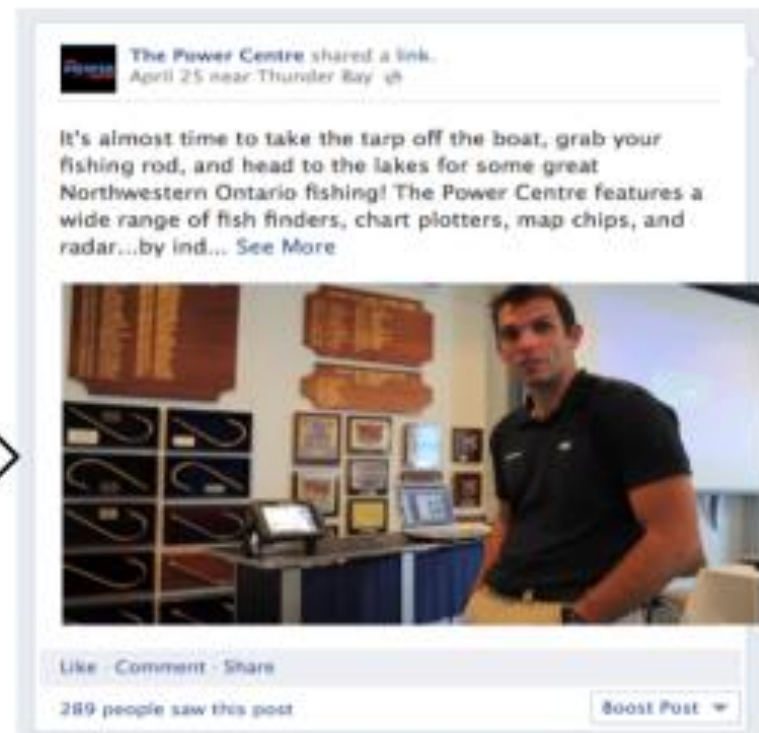 The Power Centre shared a link.
April 25 near Thunder Bay
It's almost time to take the tarp off the boat, grab your
fishing rod, and head to the lakes for some great
Northwestern Ontario fishing! The Power Centre features a
wide range of fish finders, chart plotters, map chips, and
radar...by ind... See More
Like · Comment · Share
289 people saw this post
Boost Post